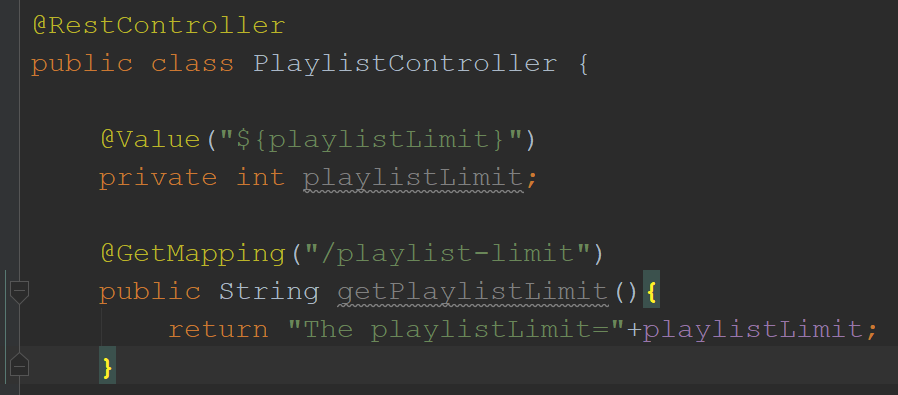 @RestController
public class PlaylistController {
@Value("${playlistLimit}")
private int playlistLimit;
@GetMapping("/playlist-limit")
public String getPlaylistLimit(){
return "The playlistLimit="+playlistLimit;
}